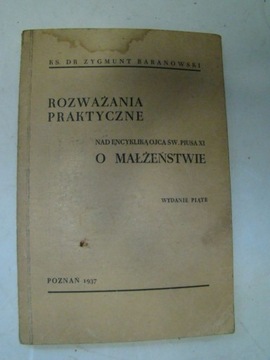 KS. DR ZYGMUNT BARANOWSKI
ROZWAŻANIA
PRAKTYCZNE
NAD ENCYKLIKĄ OJCA ŚW. PIUSA XI
O MAŁŻEŃSTWIE
WYDANIE PIĄTE
POZNAŃ 1937